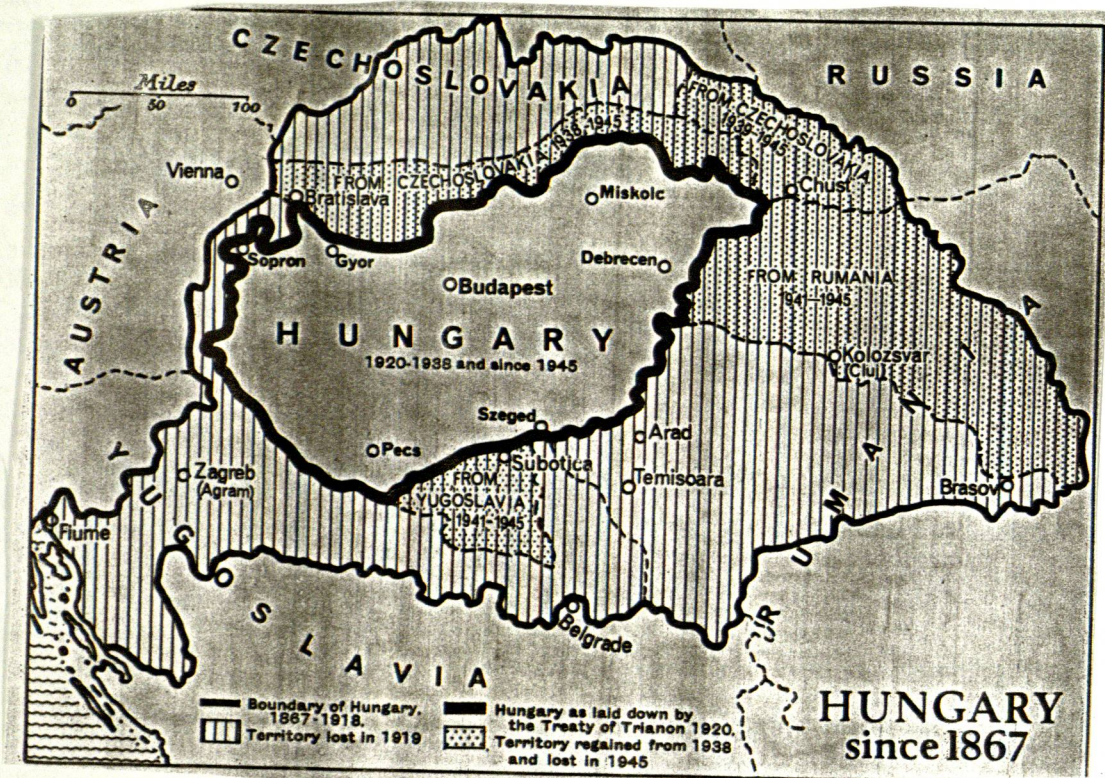 CZECHOSLOVAKIA
RUSSIA
Miles
0 50 100
FROM CZECHOSLOVAKIA
1939-1945
FROM CZECHOSLOVAKIA 1938-1945
Vienna
Bratislava
Chust
Miskolc
AUSTRIA
Sopron
Gyor
Debrecen
Budapest
FROM RUMANIA
1941-1945
HUNGARY
1920-1938 and since 1945
Kolozsvar
(Cluj)
Szeged
Arad
Pecs
Subotica
Zagreb
(Agram)
Temisoara
Brasov
FROM
YUGOSLAVIA
1941-1945
Fiume
RUMANIA
YUGOSLAVIA
Belgrade
Boundary of Hungary,
1867-1918.
Territory lost in 1919
Hungary as laid down by
the Treaty of Trianon 1920.
Territory regained from 1938
and lost in 1945
HUNGARY
since 1867